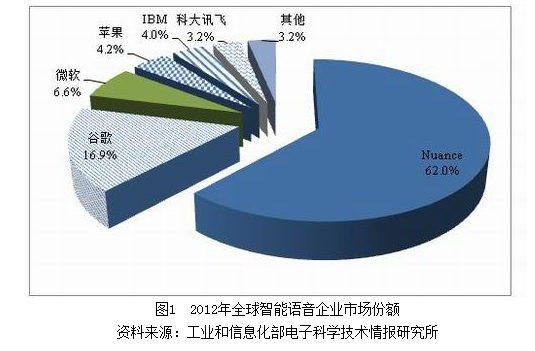 IBM
4.0%
科大讯飞
3.2%
其他
3.2%
苹果
4.2%
微软
6.6%
谷歌
16.9%
Nuance
62.0%
图1 2012年全球智能语音企业市场份额
资料来源：工业和信息化部电子科学技术情报研究所